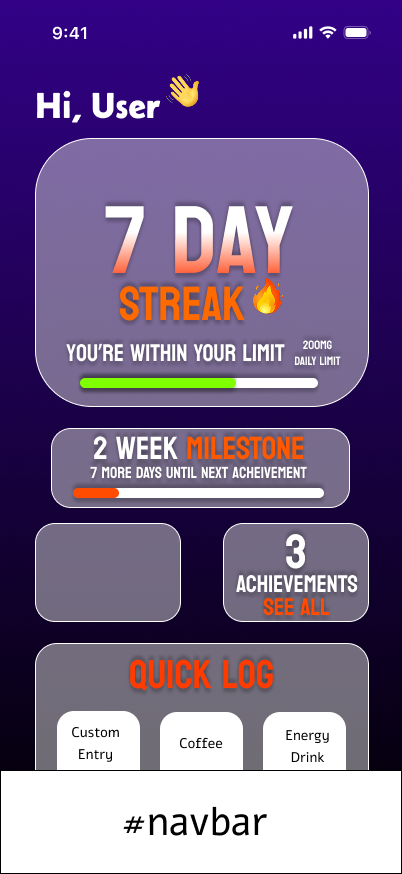 9:41
Hi, User
7 DAY
STREAK
YOU'RE WITHIN YOUR LIMIT
200MG
DAILY LIMIT
2 WEEK MILESTONE
7 MORE DAYS UNTIL NEXT ACHEIVEMENT
3
ACHIEVEMENTS
SEE ALL
QUICK LOG
Custom
Entry
Coffee
Energy
Drink
#navbar